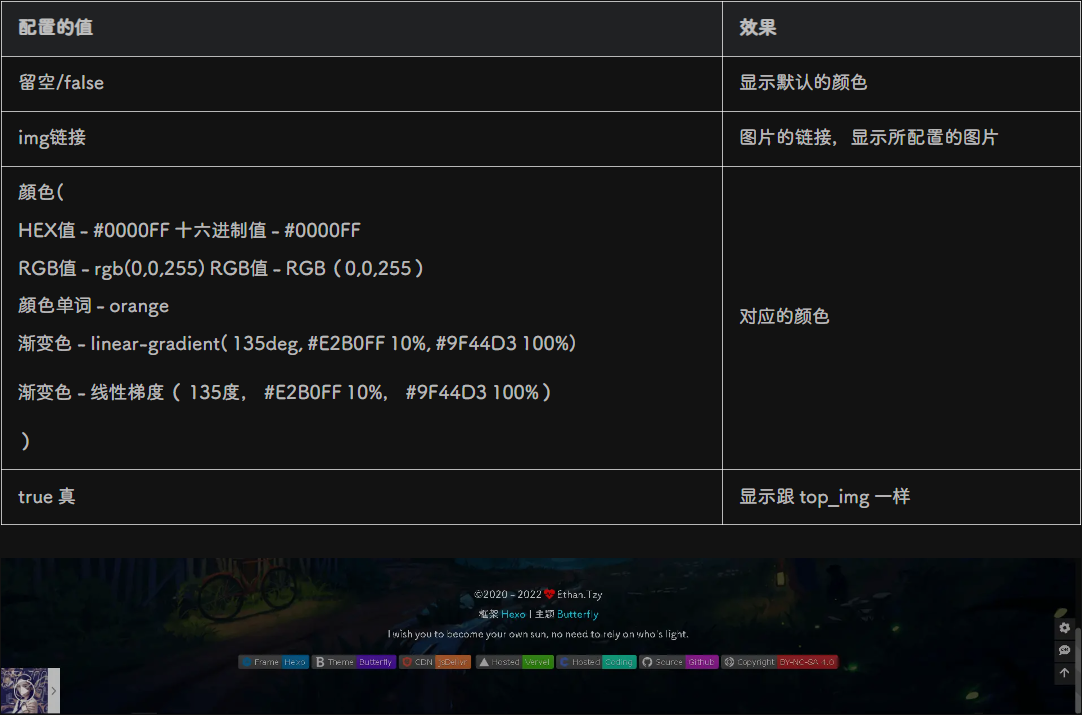 配置的值 效果
留空/false 显示默认的颜色
img链接 图片的链接，显示所配置的图片
顔色(
HEX值 - #0000FF 十六进制值 - #0000FF
RGB值 - rgb(0,0,255) RGB值 - RGB（0,0,255）
顔色单词 - orange
渐变色 - linear-gradient( 135deg, #E2B0FF 10%, #9F44D3 100%)
渐变色 - 线性梯度（ 135度， #E2B0FF 10%， #9F44D3 100%）
)
对应的颜色
true 真 显示跟 top_img 一样
©2020 - 2022 Ethan.Tzy
框架 Hexo | 主题 Butterfly
I wish you to become your own sun, no need to rely on who's light.
Frame Hexo Theme Butterfly CDN jsDelivr Hosted Vervel Hosted Coding Source Github Copyright BY-NC-SA 4.0